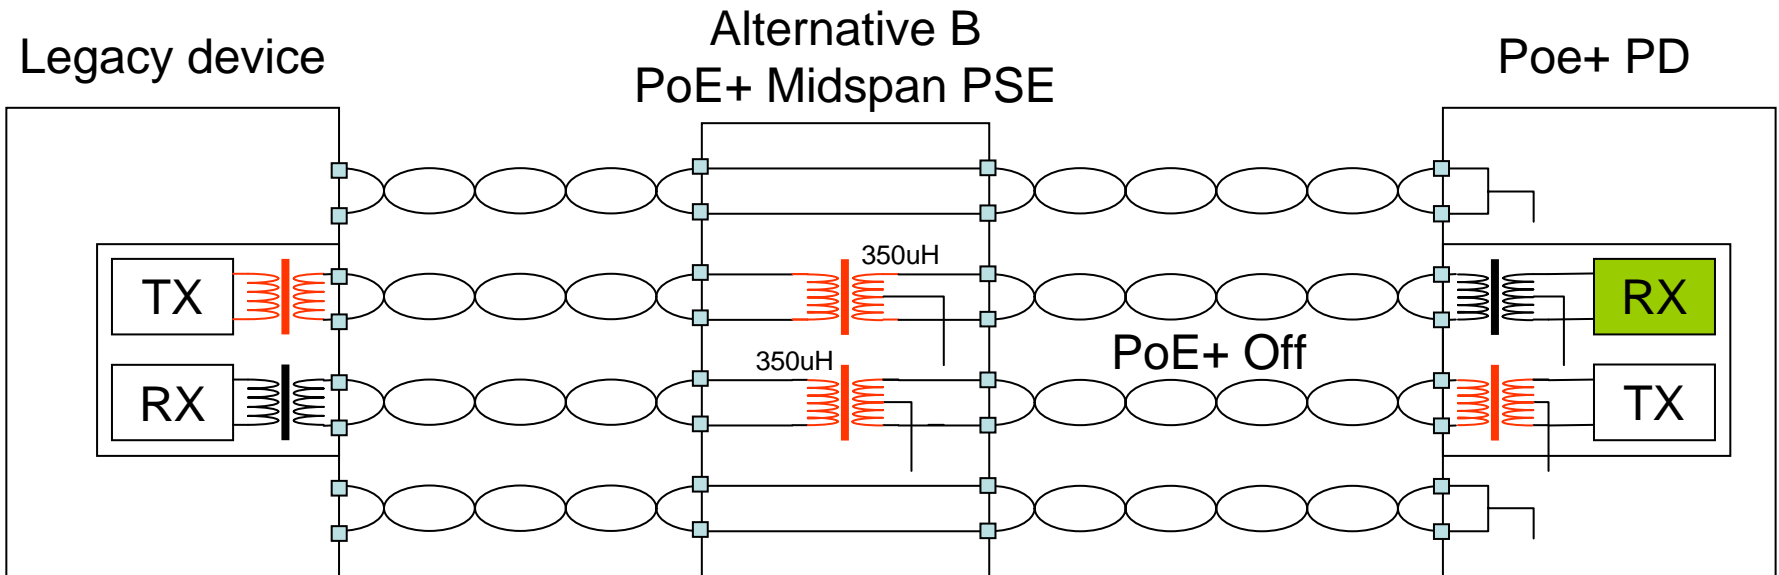 Legacy device
Alternative B
PoE+ Midspan PSE
Poe+ PD
350uH
TX
RX
350uH
PoE+ Off
RX
TX